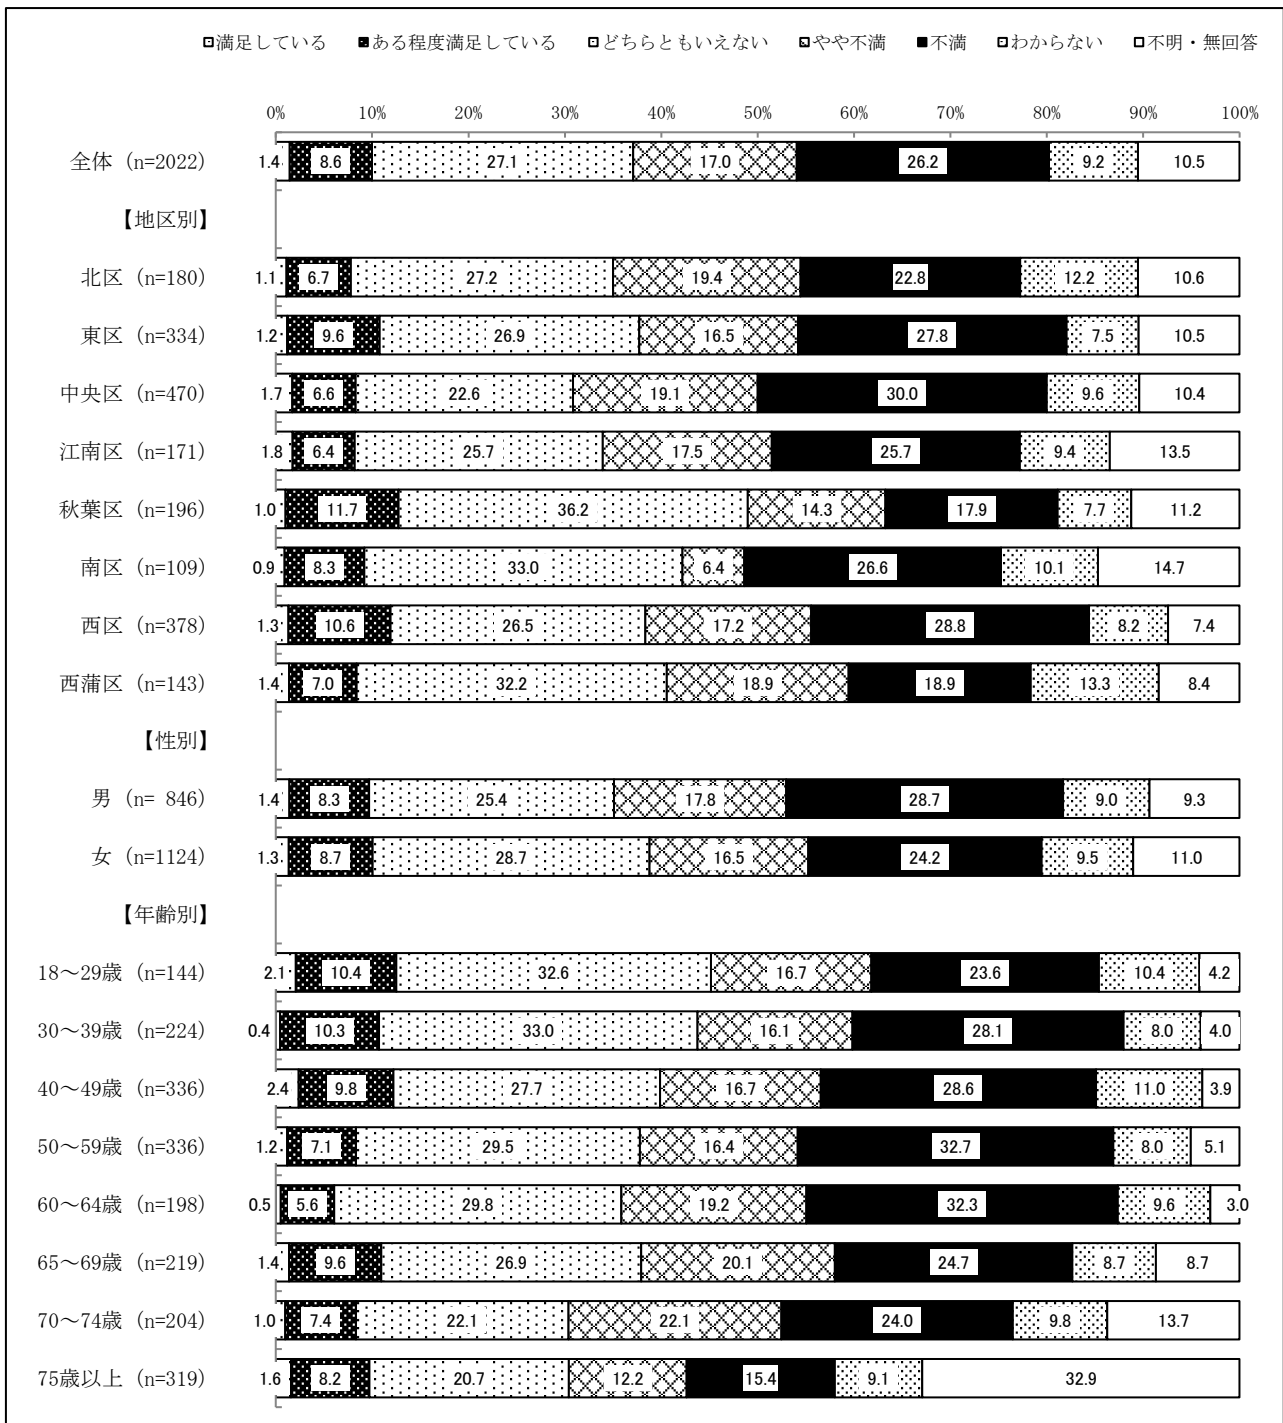 満足している ある程度満足している どちらともいえない やや不満 不満 わからない 不明・無回答
0% 10% 20% 30% 40% 50% 60% 70% 80% 90% 100%
全体 (n=2022) 1.4 8.6 27.1 17.0 26.2 9.2 10.5
【地区別】
北区 (n=180) 1.1 6.7 27.2 19.4 22.8 12.2 10.6
東区 (n=334) 1.2 9.6 26.9 16.5 27.8 7.5 10.5
中央区 (n=470) 1.7 6.6 22.6 19.1 30.0 9.6 10.4
江南区 (n=171) 1.8 6.4 25.7 17.5 25.7 9.4 13.5
秋葉区 (n=196) 1.0 11.7 36.2 14.3 17.9 7.7 11.2
南区 (n=109) 0.9 8.3 33.0 6.4 26.6 10.1 14.7
西区 (n=378) 1.3 10.6 26.5 17.2 28.8 8.2 7.4
西蒲区 (n=143) 1.4 7.0 32.2 18.9 18.9 13.3 8.4
【性別】
男 (n= 846) 1.4 8.3 25.4 17.8 28.7 9.0 9.3
女 (n=1124) 1.3 8.7 28.7 16.5 24.2 9.5 11.0
【年齢別】
18～29歳 (n=144) 2.1 10.4 32.6 16.7 23.6 10.4 4.2
30～39歳 (n=224) 0.4 10.3 33.0 16.1 28.1 8.0 4.0
40～49歳 (n=336) 2.4 9.8 27.7 16.7 28.6 11.0 3.9
50～59歳 (n=336) 1.2 7.1 29.5 16.4 32.7 8.0 5.1
60～64歳 (n=198) 0.5 5.6 29.8 19.2 32.3 9.6 3.0
65～69歳 (n=219) 1.4 9.6 26.9 20.1 24.7 8.7 8.7
70～74歳 (n=204) 1.0 7.4 22.1 22.1 24.0 9.8 13.7
75歳以上 (n=319) 1.6 8.2 20.7 12.2 15.4 9.1 32.9